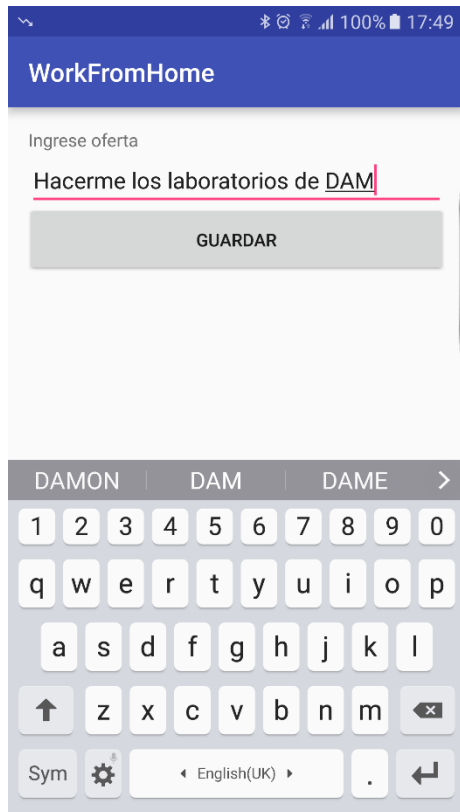 100% 17:49
WorkFromHome
Ingrese oferta
Hacerme los laboratorios de DAM
GUARDAR
DAMON DAM DAME
1 2 3 4 5 6 7 8 9 0
q w e r t y u i o p
a s d f g h j k l
z x c v b n m
Sym English(UK) .